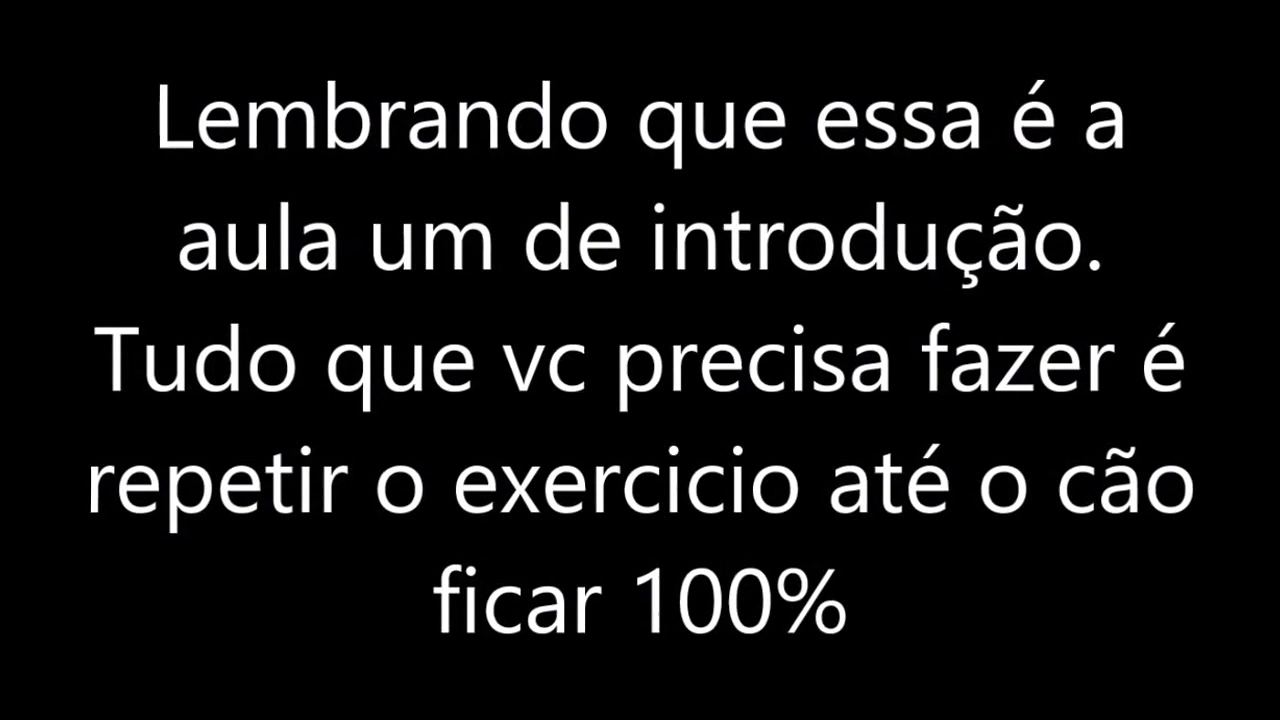 Lembrando que essa é a
aula um de introdução.
Tudo que vc precisa fazer é
repetir o exercicio até o cão
ficar 100%